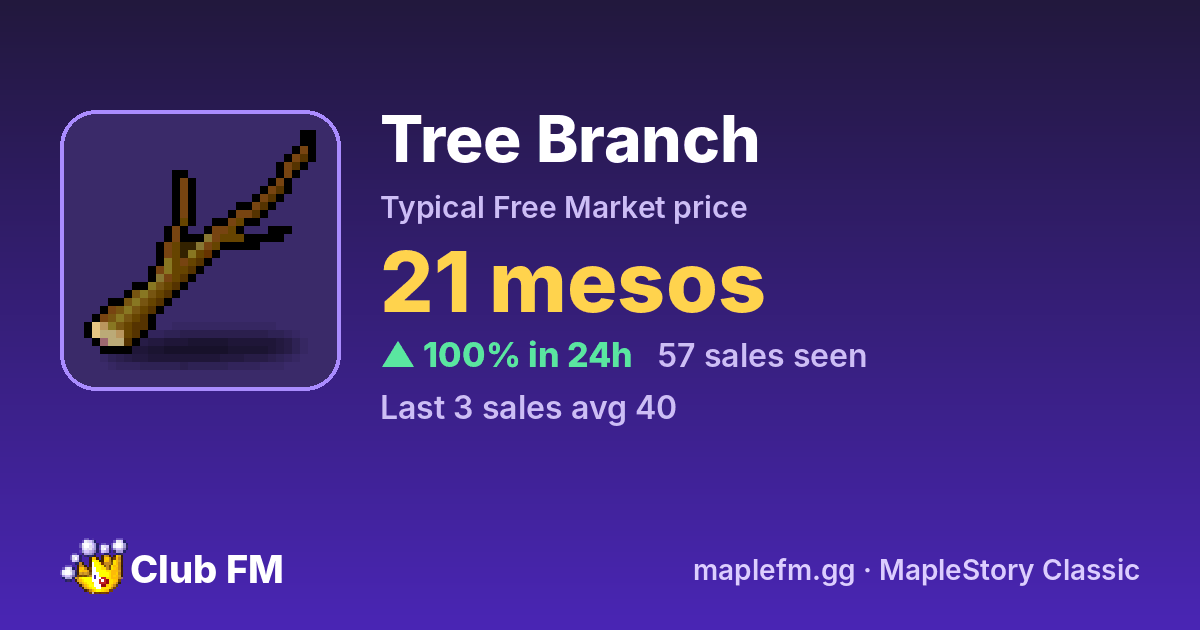 Tree Branch
Typical Free Market price
21 mesos
▲ 100% in 24h 57 sales seen
Last 3 sales avg 40
Club FM
maplefm.gg · MapleStory Classic